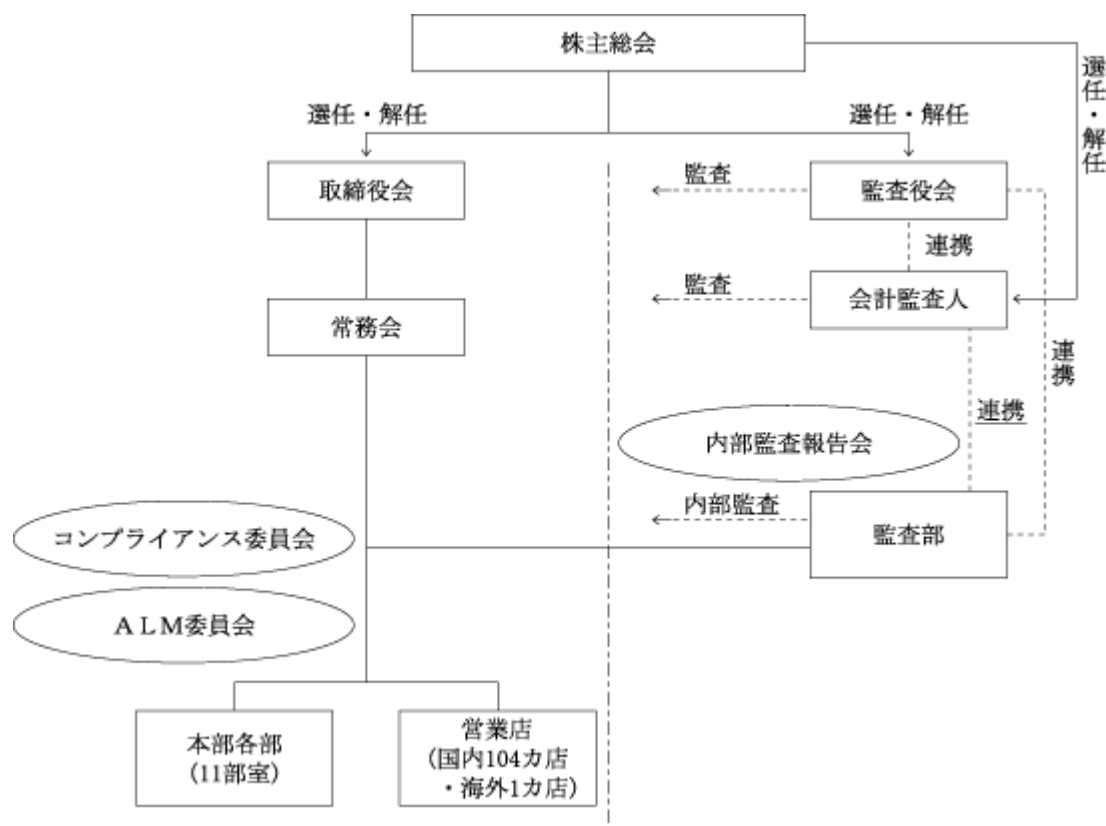 株主総会
選任・解任
選任・解任
選任・解任
取締役会
監査
監査役会
連携
常務会
監査
会計監査人
連携
連携
内部監査報告会
内部監査
監査部
コンプライアンス委員会
ＡＬＭ委員会
本部各部
(11部室)
営業店
(国内104カ店
・海外1カ店)